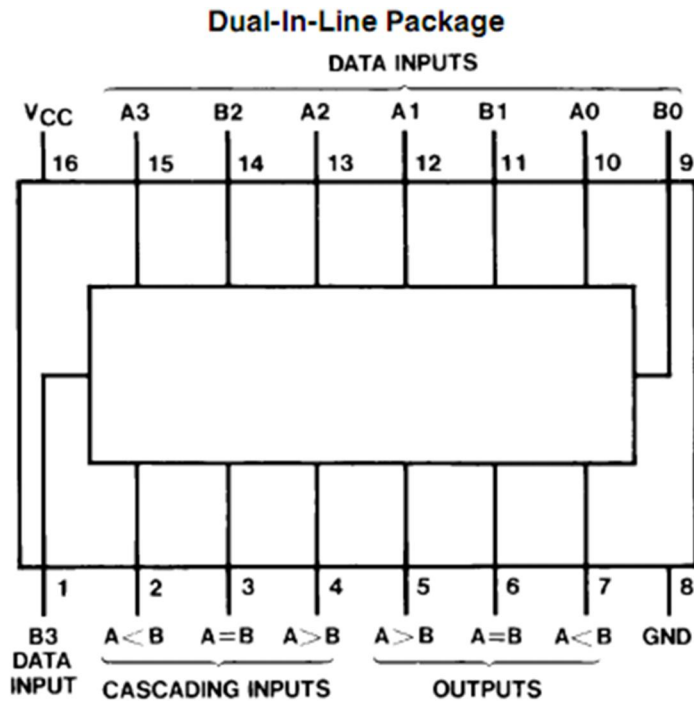 Dual-In-Line Package
DATA INPUTS
VCC A3 B2 A2 A1 B1 A0 B0
16 15 14 13 12 11 10 9
1 2 3 4 5 6 7 8
B3 A<B A=B A>B A>B A=B A<B GND
DATA
INPUT CASCADING INPUTS OUTPUTS